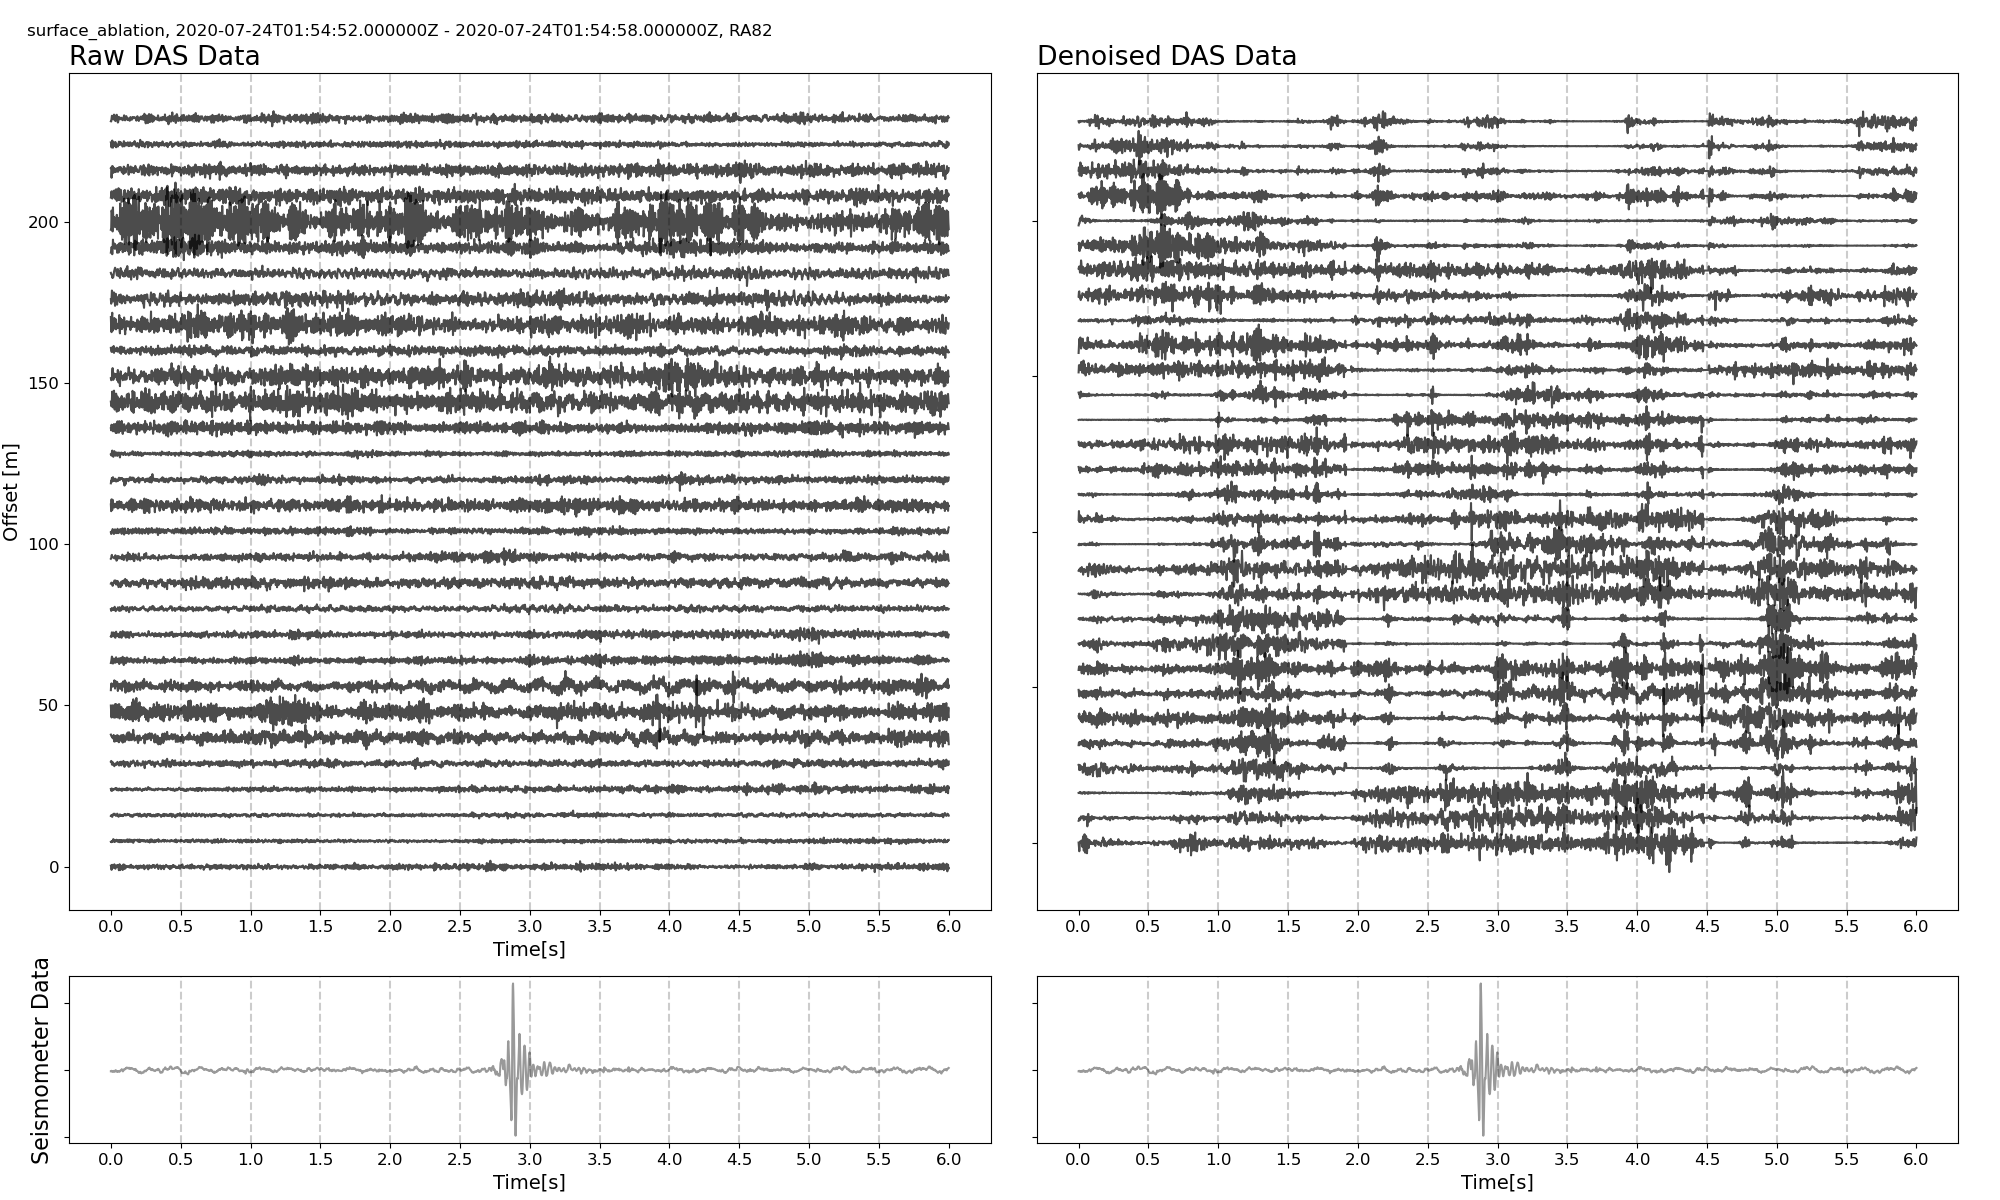 surface_ablation, 2020-07-24T01:54:52.000000Z - 2020-07-24T01:54:58.000000Z, RA82
Raw DAS Data
Denoised DAS Data
Offset [m]
200
150
100
50
0
0.0 0.5 1.0 1.5 2.0 2.5 3.0 3.5 4.0 4.5 5.0 5.5 6.0
Time[s]
0.0 0.5 1.0 1.5 2.0 2.5 3.0 3.5 4.0 4.5 5.0 5.5 6.0
Seismometer Data
0.0 0.5 1.0 1.5 2.0 2.5 3.0 3.5 4.0 4.5 5.0 5.5 6.0
Time[s]
0.0 0.5 1.0 1.5 2.0 2.5 3.0 3.5 4.0 4.5 5.0 5.5 6.0
Time[s]